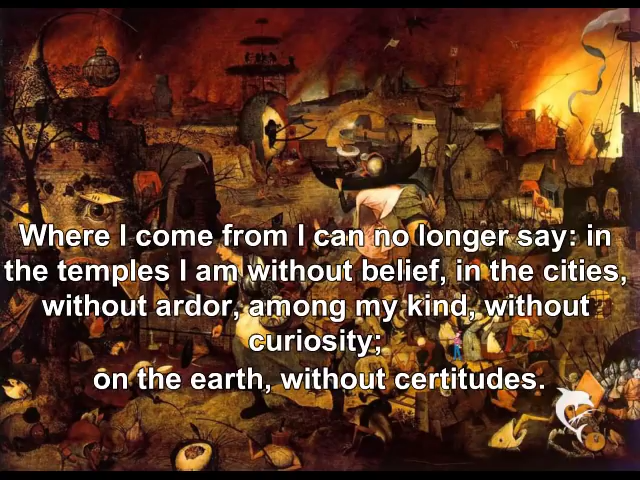 Where I come from I can no longer say: in
the temples I am without belief, in the cities,
without ardor, among my kind, without
curiosity;
on the earth, without certitudes.